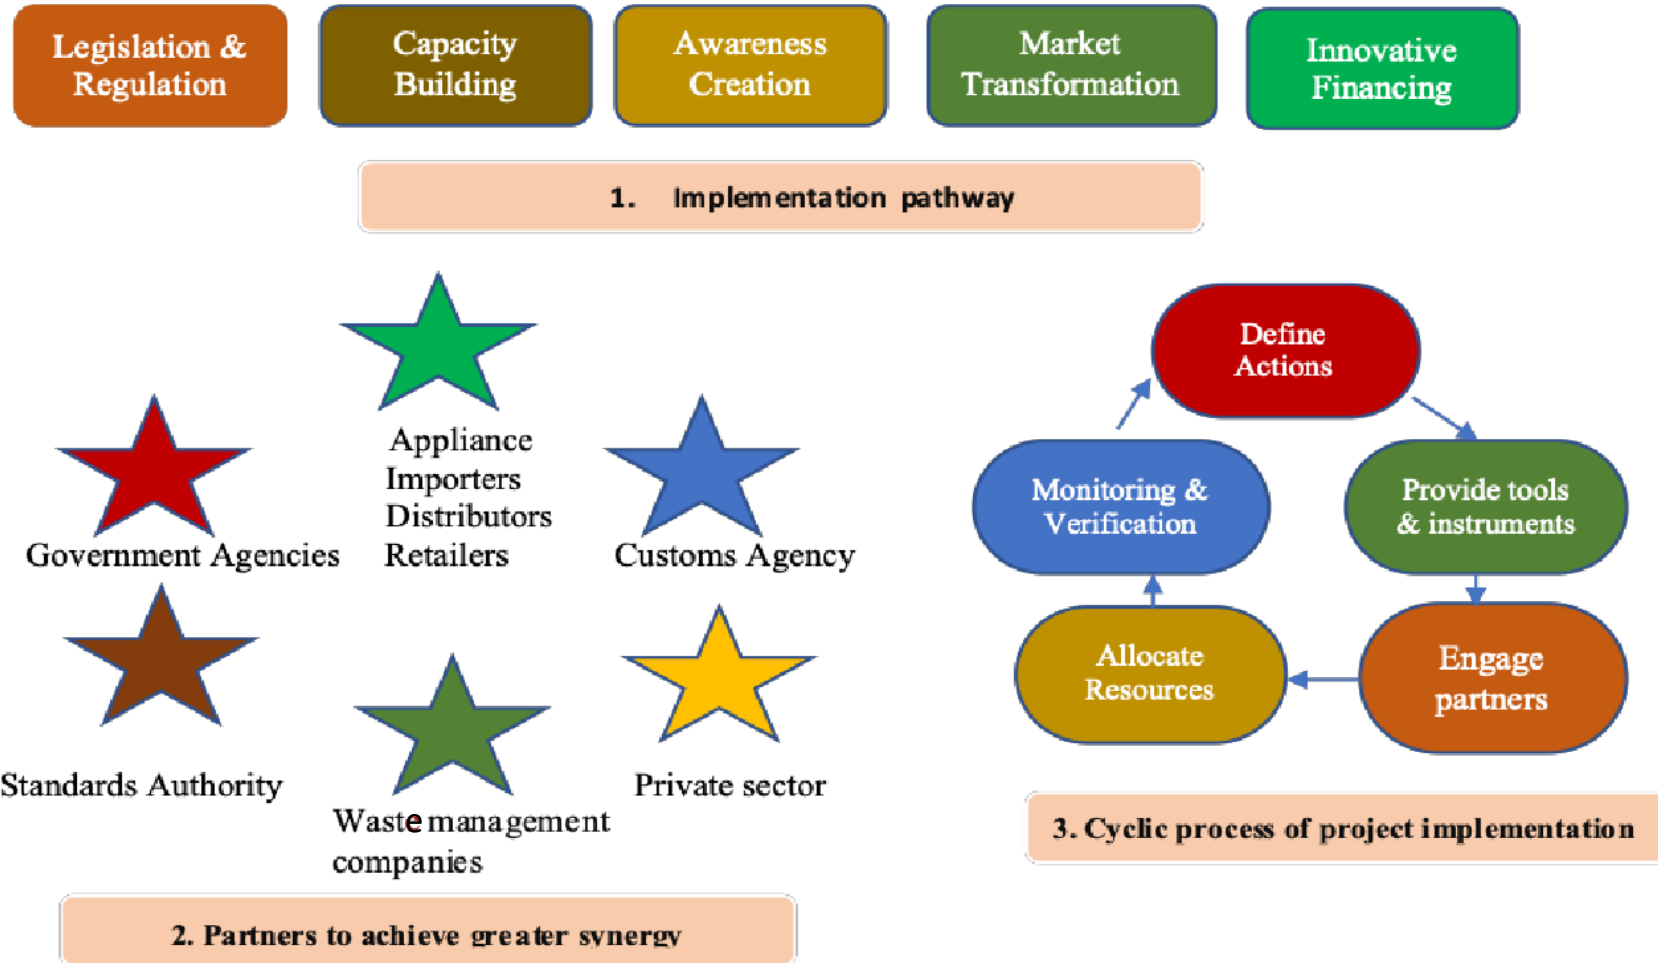 Legislation &
Regulation
Capacity
Building
Awareness
Creation
Market
Transformation
Innovative
Financing
1. Implementation pathway
Appliance
Importers
Distributors
Retailers
Government Agencies
Customs Agency
Standards Authority
Waste management
companies
Private sector
2. Partners to achieve greater synergy
Define
Actions
Provide tools
& instruments
Engage
partners
Allocate
Resources
Monitoring &
Verification
3. Cyclic process of project implementation